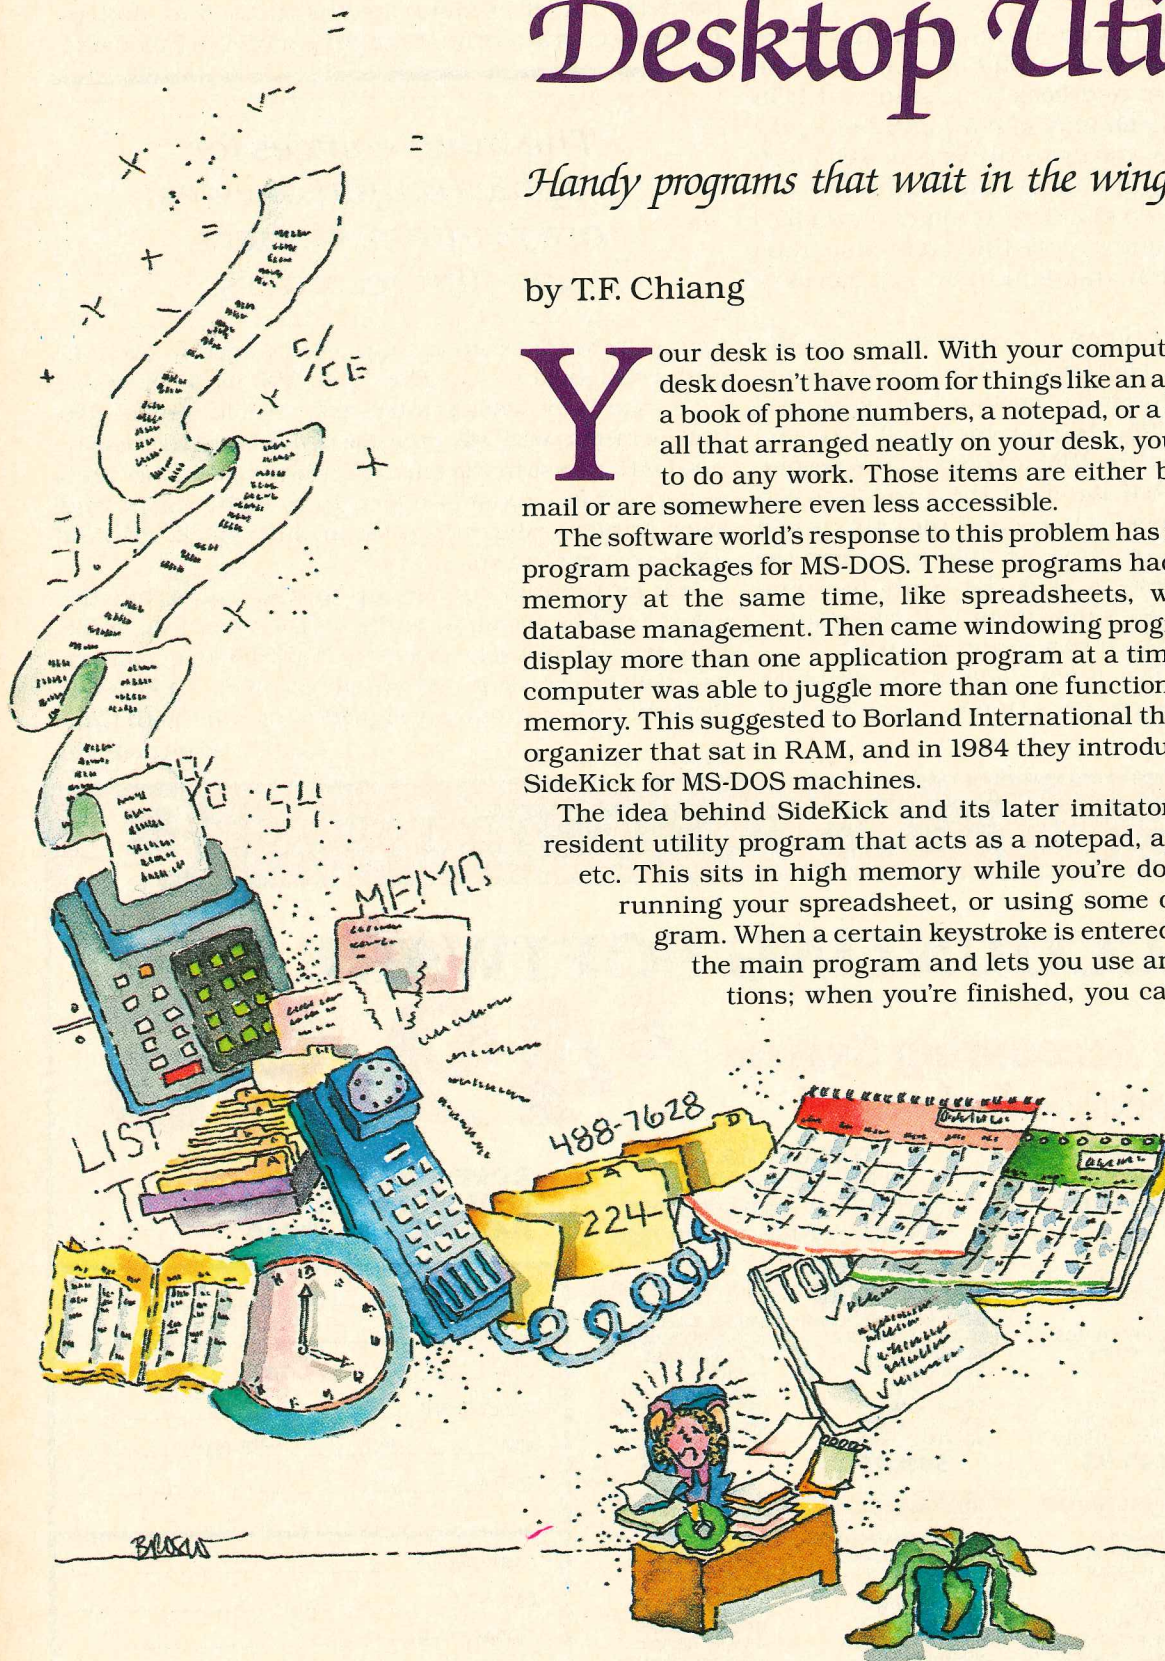 Desktop Uti
Handy programs that wait in the wing
by T.F. Chiang
Your desk is too small. With your comput
desk doesn't have room for things like an a
a book of phone numbers, a notepad, or a
all that arranged neatly on your desk, you
to do any work. Those items are either b
mail or are somewhere even less accessible.
The software world's response to this problem has
program packages for MS-DOS. These programs had
memory at the same time, like spreadsheets, w
database management. Then came windowing prog
display more than one application program at a tim
computer was able to juggle more than one function
memory. This suggested to Borland International th
organizer that sat in RAM, and in 1984 they introdu
SideKick for MS-DOS machines.
The idea behind SideKick and its later imitator
resident utility program that acts as a notepad, a
etc. This sits in high memory while you're do
running your spreadsheet, or using some o
gram. When a certain keystroke is entered
the main program and lets you use an
tions; when you're finished, you ca
C/
/CE
MEMO
LIST
488-7628
224-
A
D
TOD